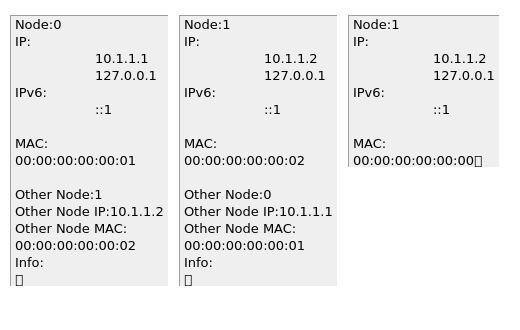 Node:0
IP:
10.1.1.1
127.0.0.1
IPv6:
::1
MAC:
00:00:00:00:00:01
Other Node:1
Other Node IP:10.1.1.2
Other Node MAC:
00:00:00:00:00:02
Info:
Node:1
IP:
10.1.1.2
127.0.0.1
IPv6:
::1
MAC:
00:00:00:00:00:02
Other Node:0
Other Node IP:10.1.1.1
Other Node MAC:
00:00:00:00:00:01
Info:
Node:1
IP:
10.1.1.2
127.0.0.1
IPv6:
::1
MAC:
00:00:00:00:00:00